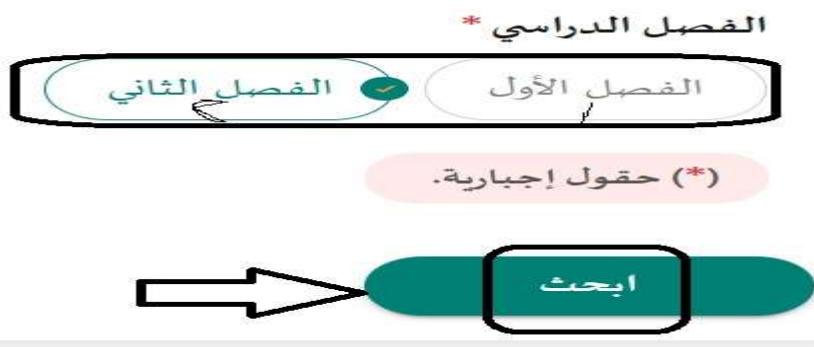 الفصل الدراسي *
الفصل الأول الفصل الثاني
(*) حقول إجبارية.
ابحث